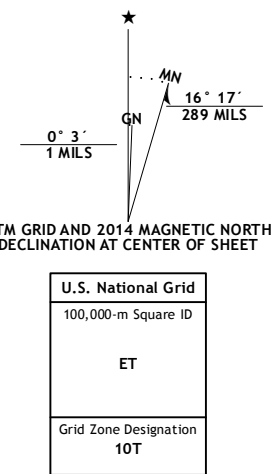 ★
MN
GN
16° 17´
289 MILS
0° 3´
1 MILS
TM GRID AND 2014 MAGNETIC NORTH
DECLINATION AT CENTER OF SHEET
U.S. National Grid
100,000-m Square ID
ET
Grid Zone Designation
10T